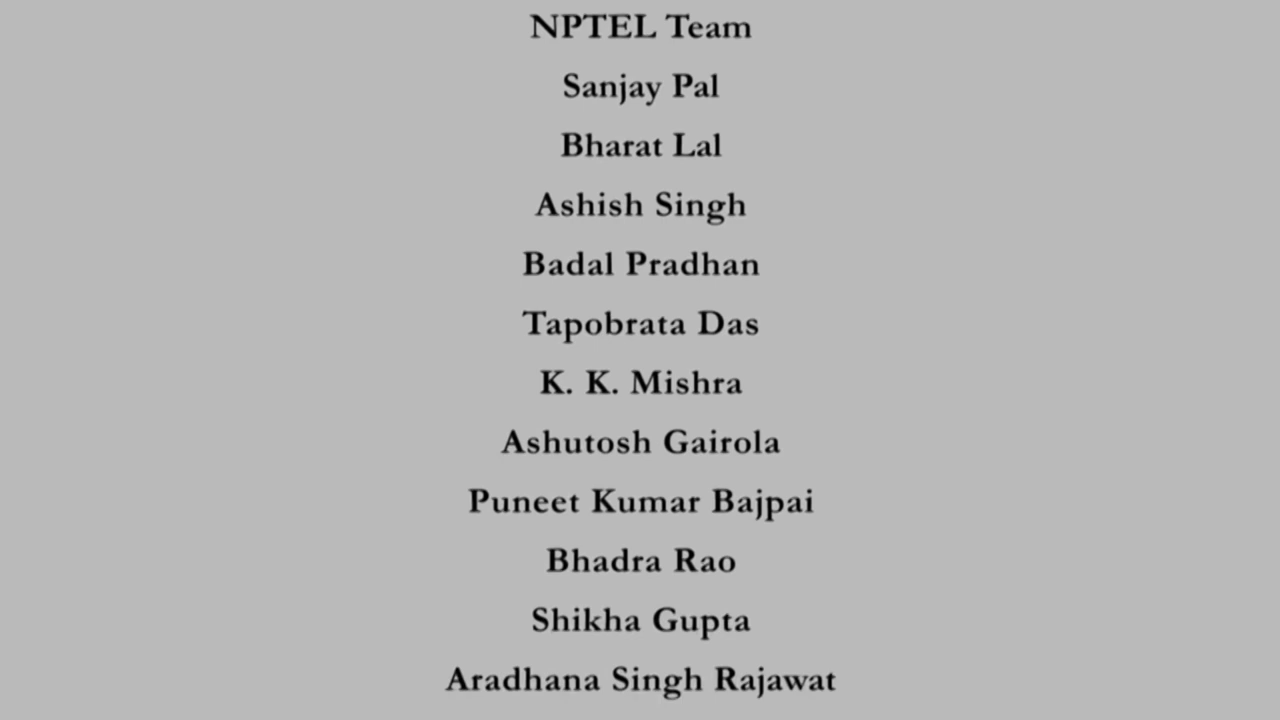 NPTEL Team
Sanjay Pal
Bharat Lal
Ashish Singh
Badal Pradhan
Tapobrata Das
K. K. Mishra
Ashutosh Gairola
Puneet Kumar Bajpai
Bhadra Rao
Shikha Gupta
Aradhana Singh Rajawat